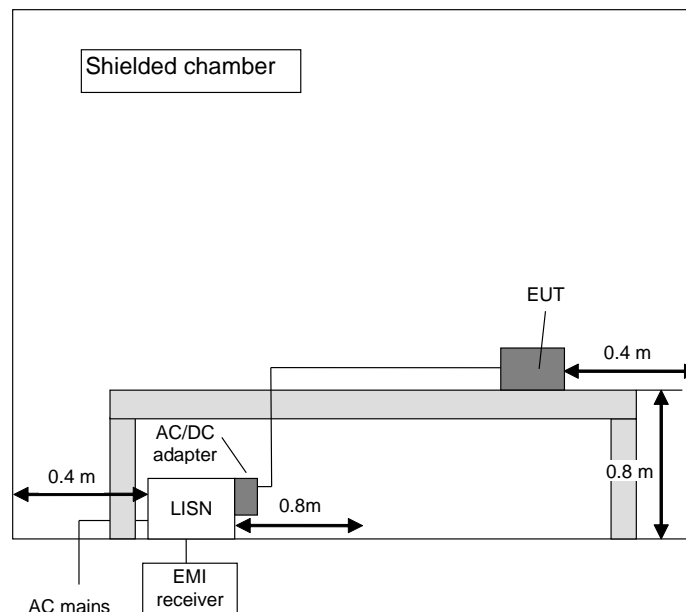 Shielded chamber
EUT
0.4 m
AC/DC
adapter
0.4 m
0.8 m
LISN
0.8m
EMI
receiver
AC mains